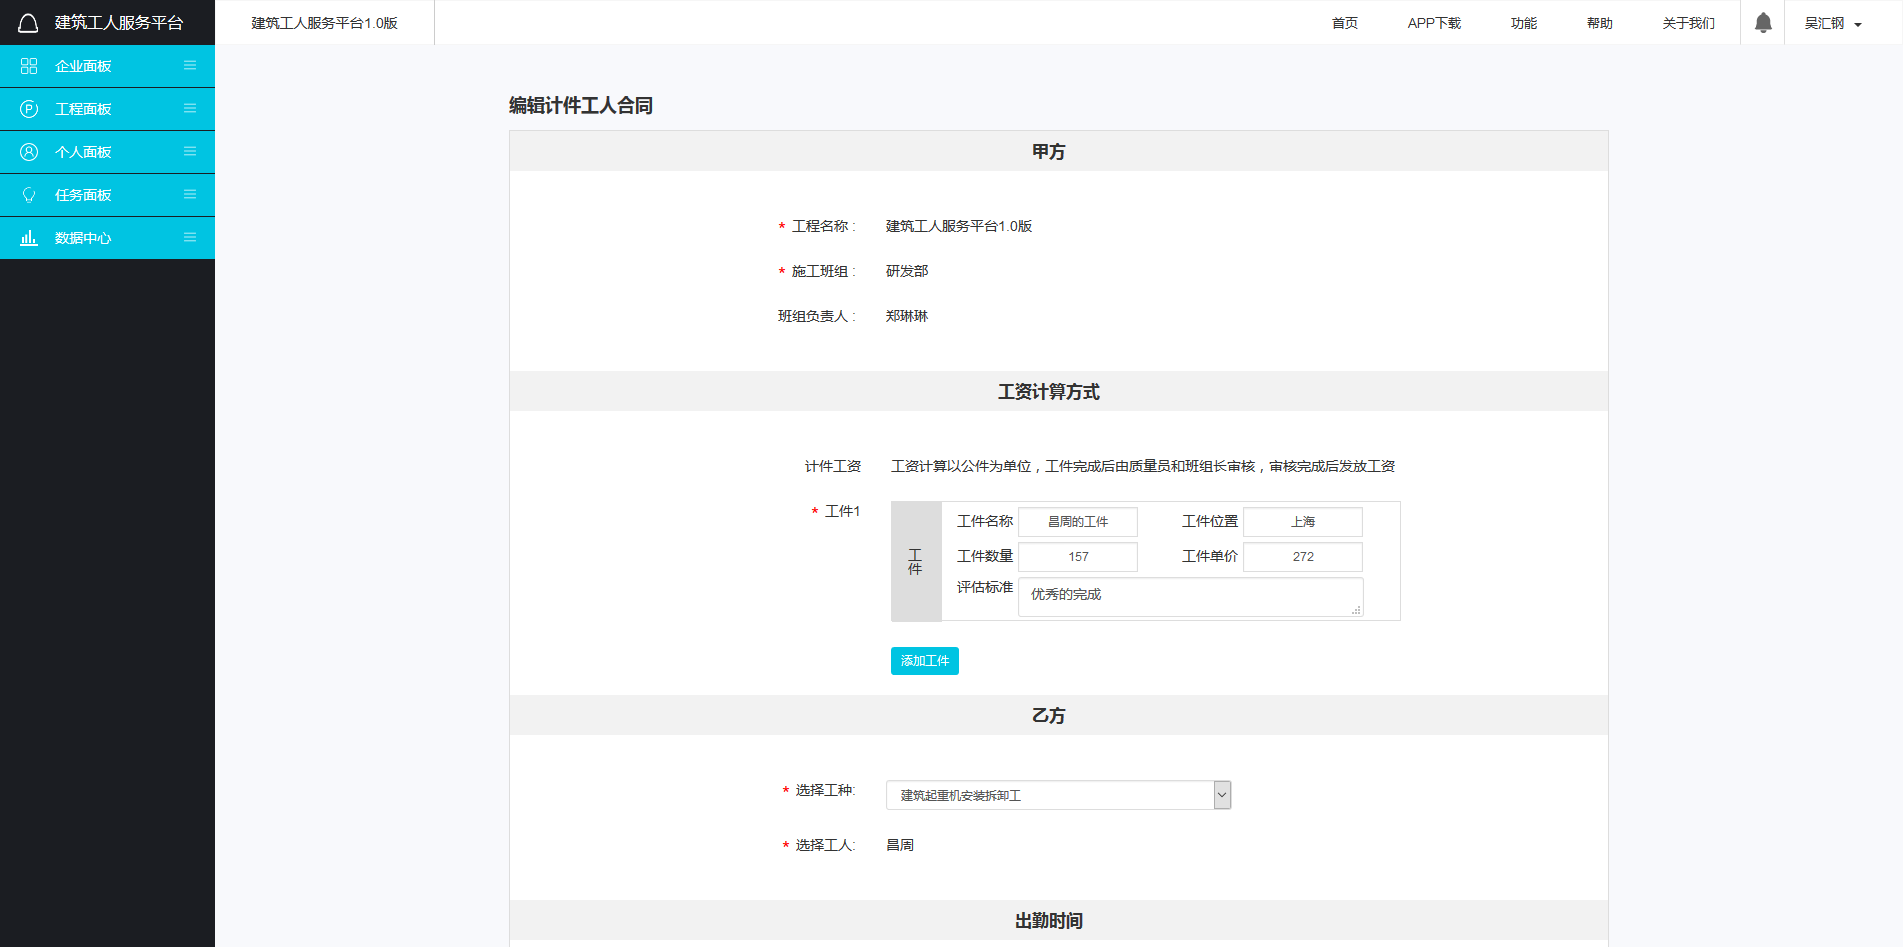 建筑工人服务平台
建筑工人服务平台1.0版
首页 APP下载 功能 帮助 关于我们 吴汇钢
企业面板
工程面板
个人面板
任务面板
数据中心
编辑计件工人合同
甲方
* 工程名称 : 建筑工人服务平台1.0版
* 施工班组 : 研发部
班组负责人 : 郑琳琳
工资计算方式
计件工资 工资计算以公件为单位，工件完成后由质量员和班组长审核，审核完成后发放工资
* 工件1
工件
工件名称 昌周的工件 工件位置 上海
工件数量 157 工件单价 272
评估标准 优秀的完成
添加工件
乙方
* 选择工种: 建筑起重机安装拆卸工
* 选择工人: 昌周
出勤时间